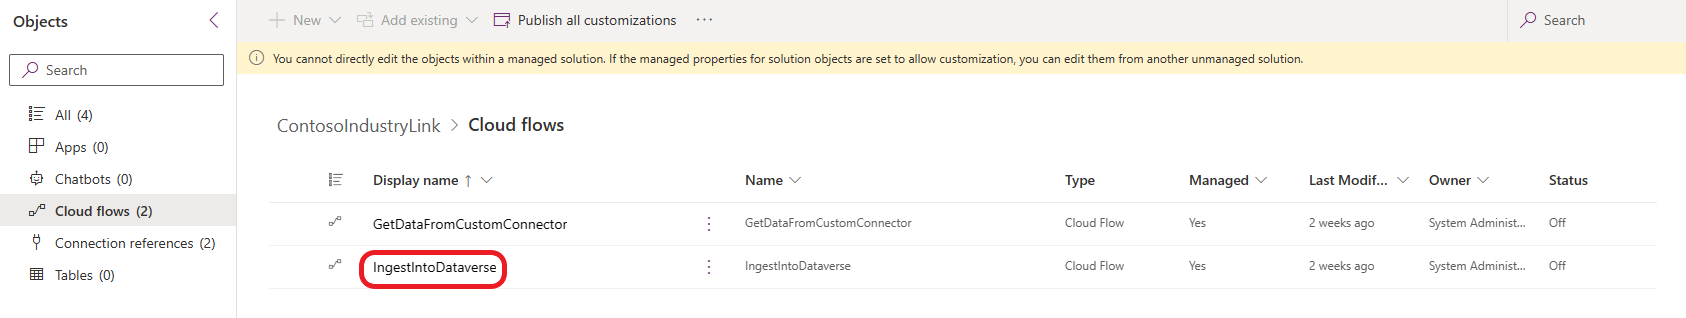 Objects
New
Add existing
Publish all customizations
···
Search
Search
You cannot directly edit the objects within a managed solution. If the managed properties for solution objects are set to allow customization, you can edit them from another unmanaged solution.
All (4)
Apps (0)
Chatbots (0)
Cloud flows (2)
Connection references (2)
Tables (0)
ContosoIndustryLink > Cloud flows
Display name ↑ Name Type Managed Last Modif... Owner Status
GetDataFromCustomConnector GetDataFromCustomConnector Cloud Flow Yes 2 weeks ago System Administ... Off
IngestIntoDataverse IngestIntoDataverse Cloud Flow Yes 2 weeks ago System Administ... Off